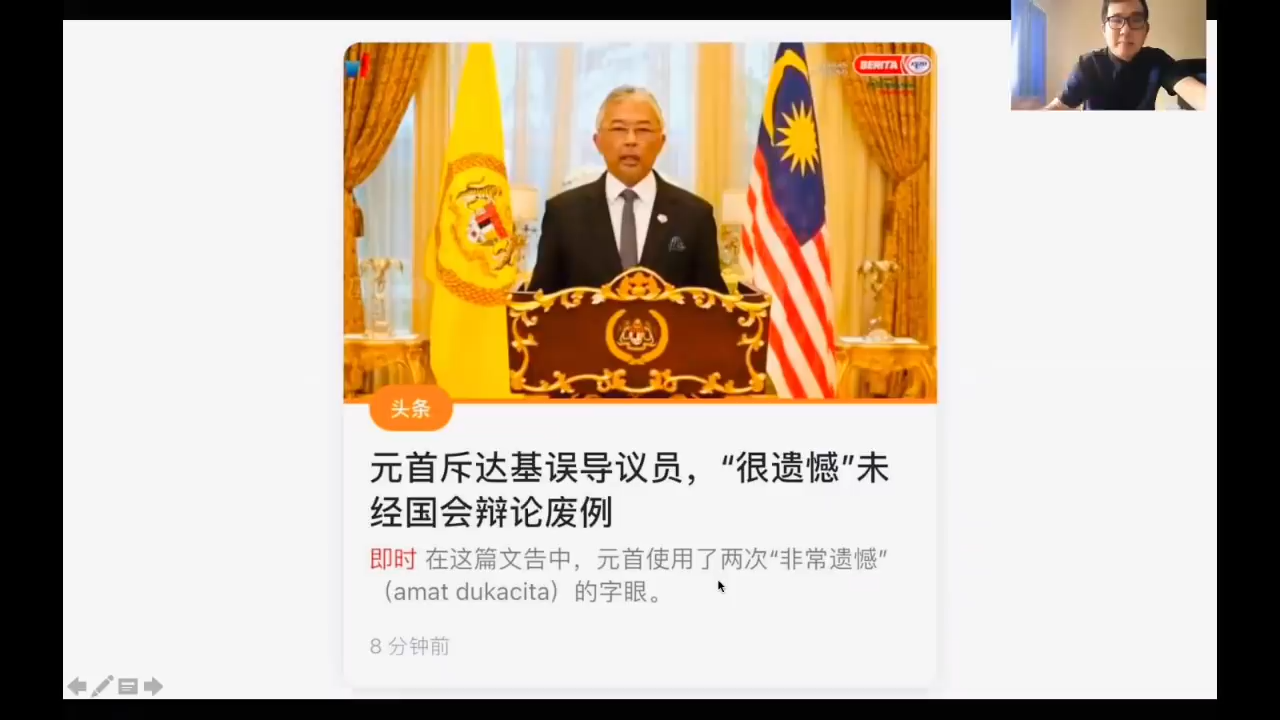 BERITA
头条
元首斥达基误导议员，“很遗憾”未
经国会辩论废例
即时 在这篇文告中，元首使用了两次“非常遗憾”
（amat dukacita）的字眼。
8 分钟前